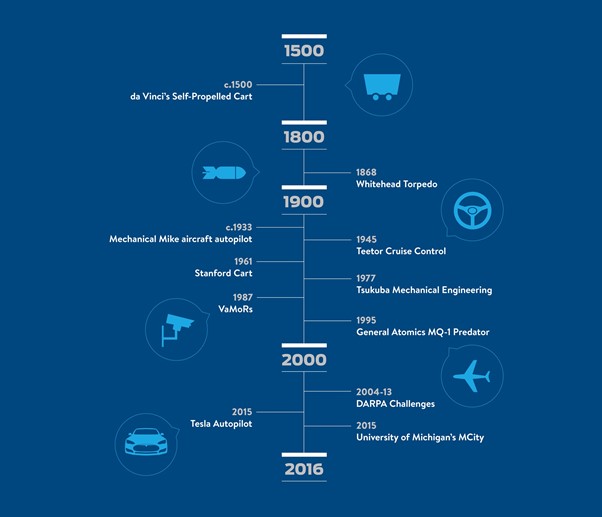 1500
c.1500
da Vinci's Self-Propelled Cart
1800
1868
Whitehead Torpedo
1900
c.1933
Mechanical Mike aircraft autopilot
1945
Teetor Cruise Control
1961
Stanford Cart
1977
Tsukuba Mechanical Engineering
1987
VaMoRs
1995
General Atomics MQ-1 Predator
2000
2004-13
DARPA Challenges
2015
Tesla Autopilot
2015
University of Michigan's MCity
2016